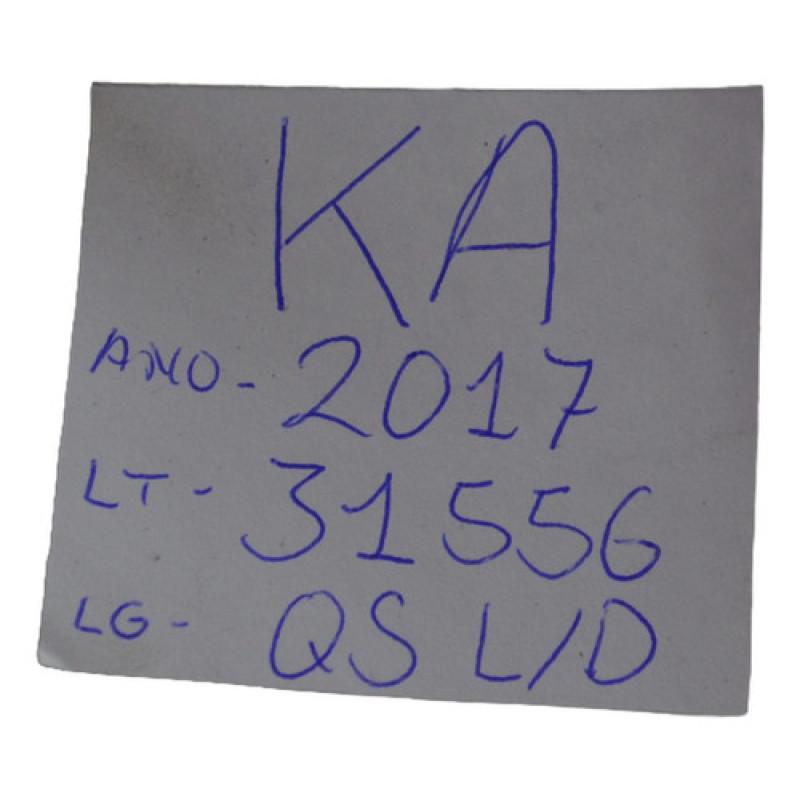 KA
ANO - 2017
LT - 31556
LG - QS L/D